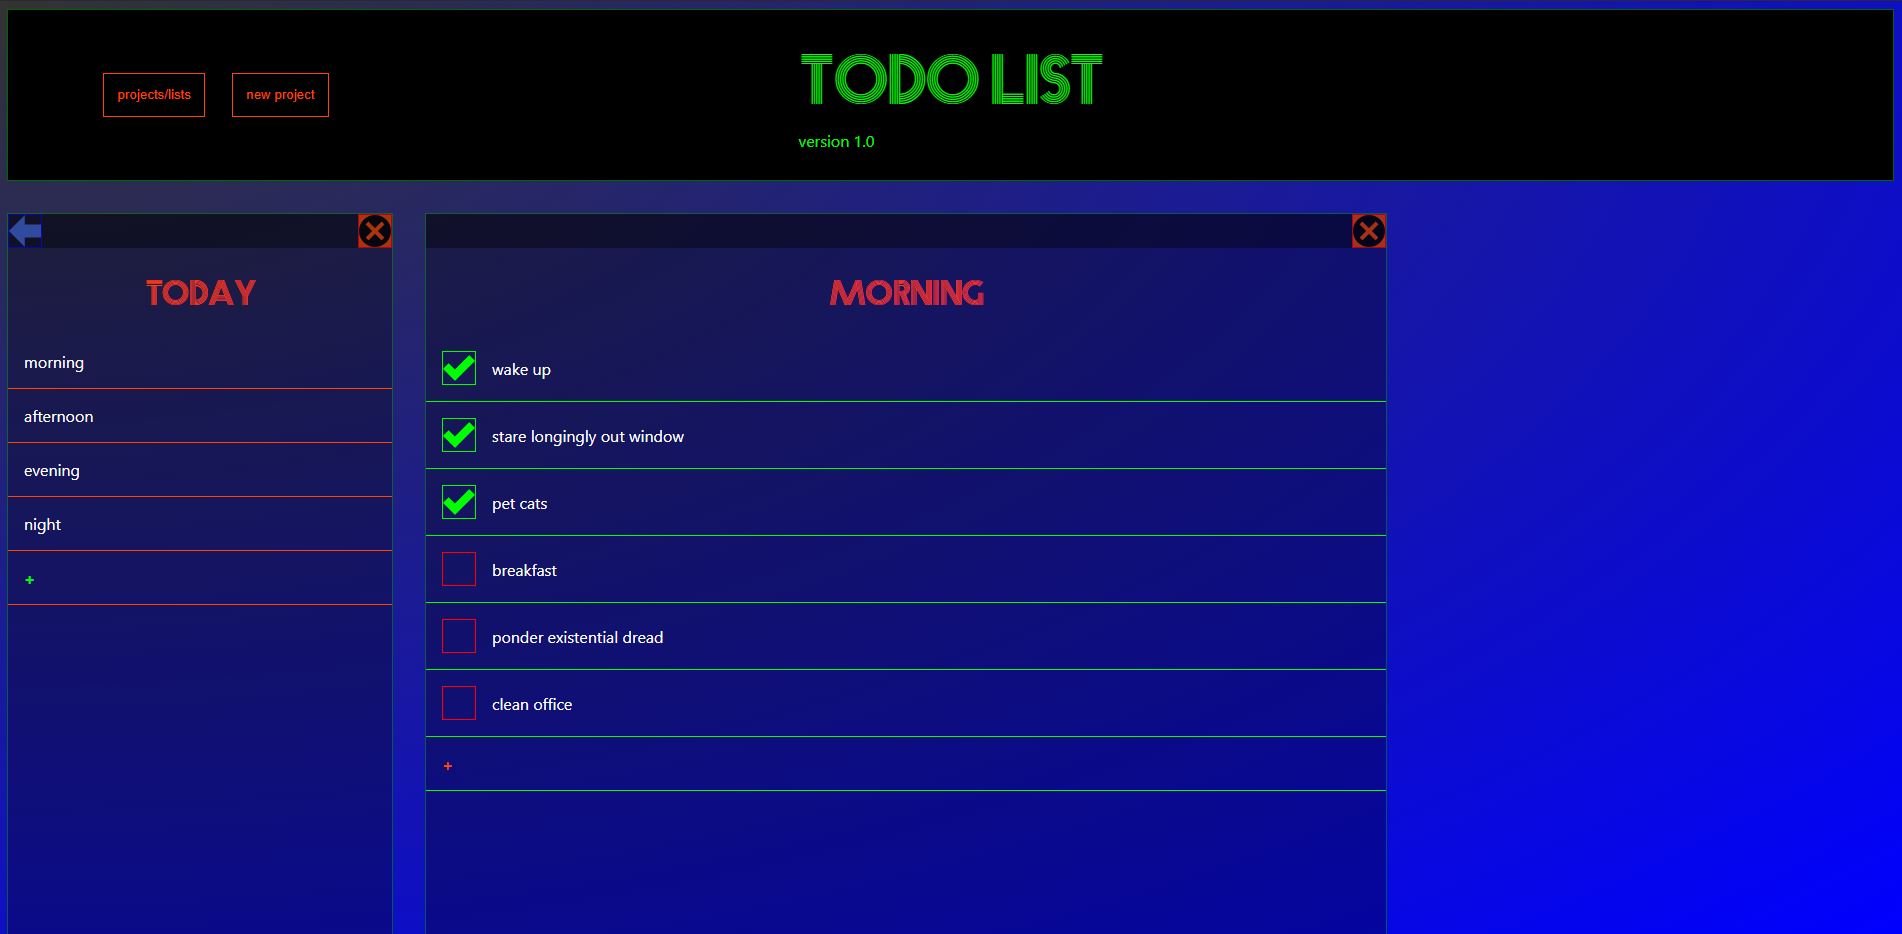 TODO LIST
projects/lists
new project
version 1.0
TODAY
morning
afternoon
evening
night
+
MORNING
wake up
stare longingly out window
pet cats
breakfast
ponder existential dread
clean office
+